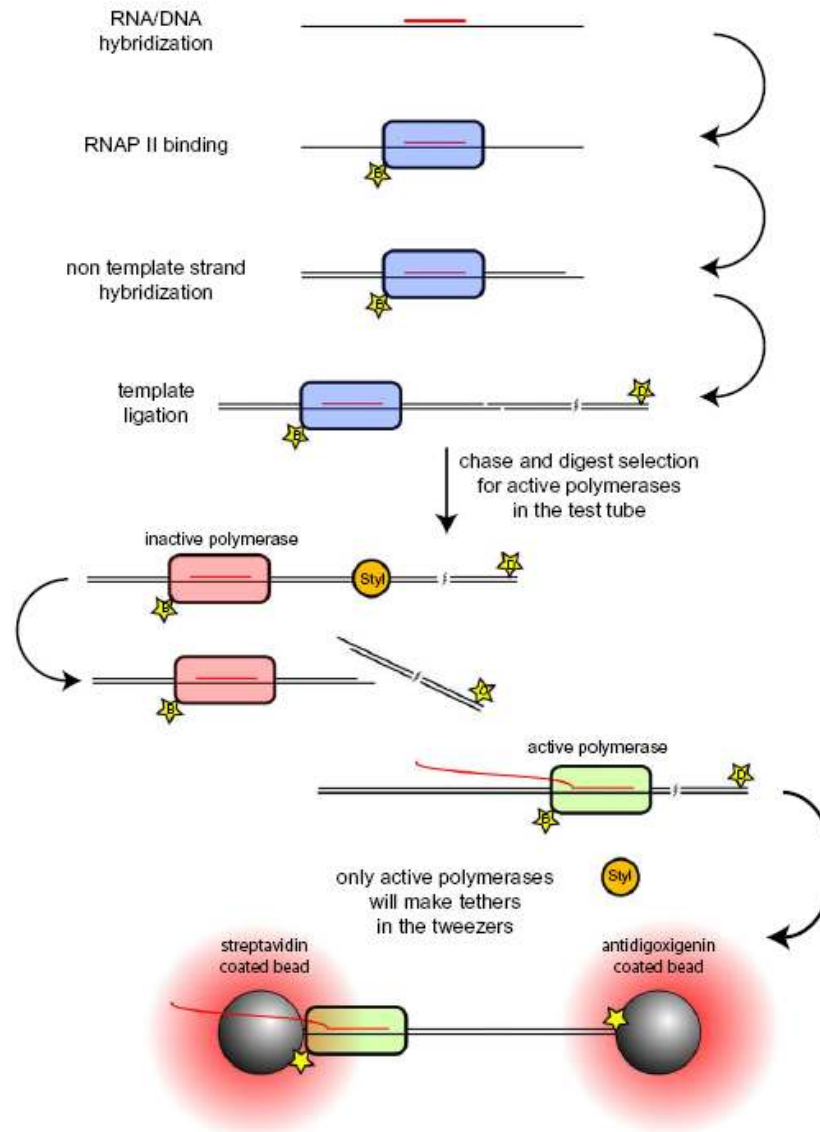 RNA/DNA
hybridization
RNAP II binding
B
non template strand
hybridization
B
template
ligation
D
B
chase and digest selection
for active polymerases
in the test tube
inactive polymerase
D
StyI
B
B
active polymerase
D
B
only active polymerases
will make tethers
in the tweezers
StyI
streptavidin
coated bead
antidigoxigenin
coated bead